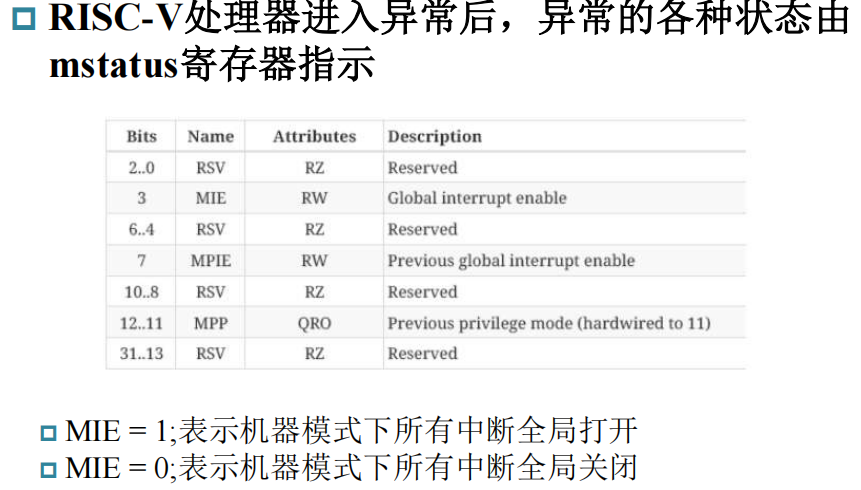 RISC-V处理器进入异常后，异常的各种状态由
mstatus寄存器指示
Bits Name Attributes Description
2..0 RSV RZ Reserved
3 MIE RW Global interrupt enable
6..4 RSV RZ Reserved
7 MPIE RW Previous global interrupt enable
10..8 RSV RZ Reserved
12..11 MPP QRO Previous privilege mode (hardwired to 11)
31..13 RSV RZ Reserved
MIE = 1;表示机器模式下所有中断全局打开
MIE = 0;表示机器模式下所有中断全局关闭